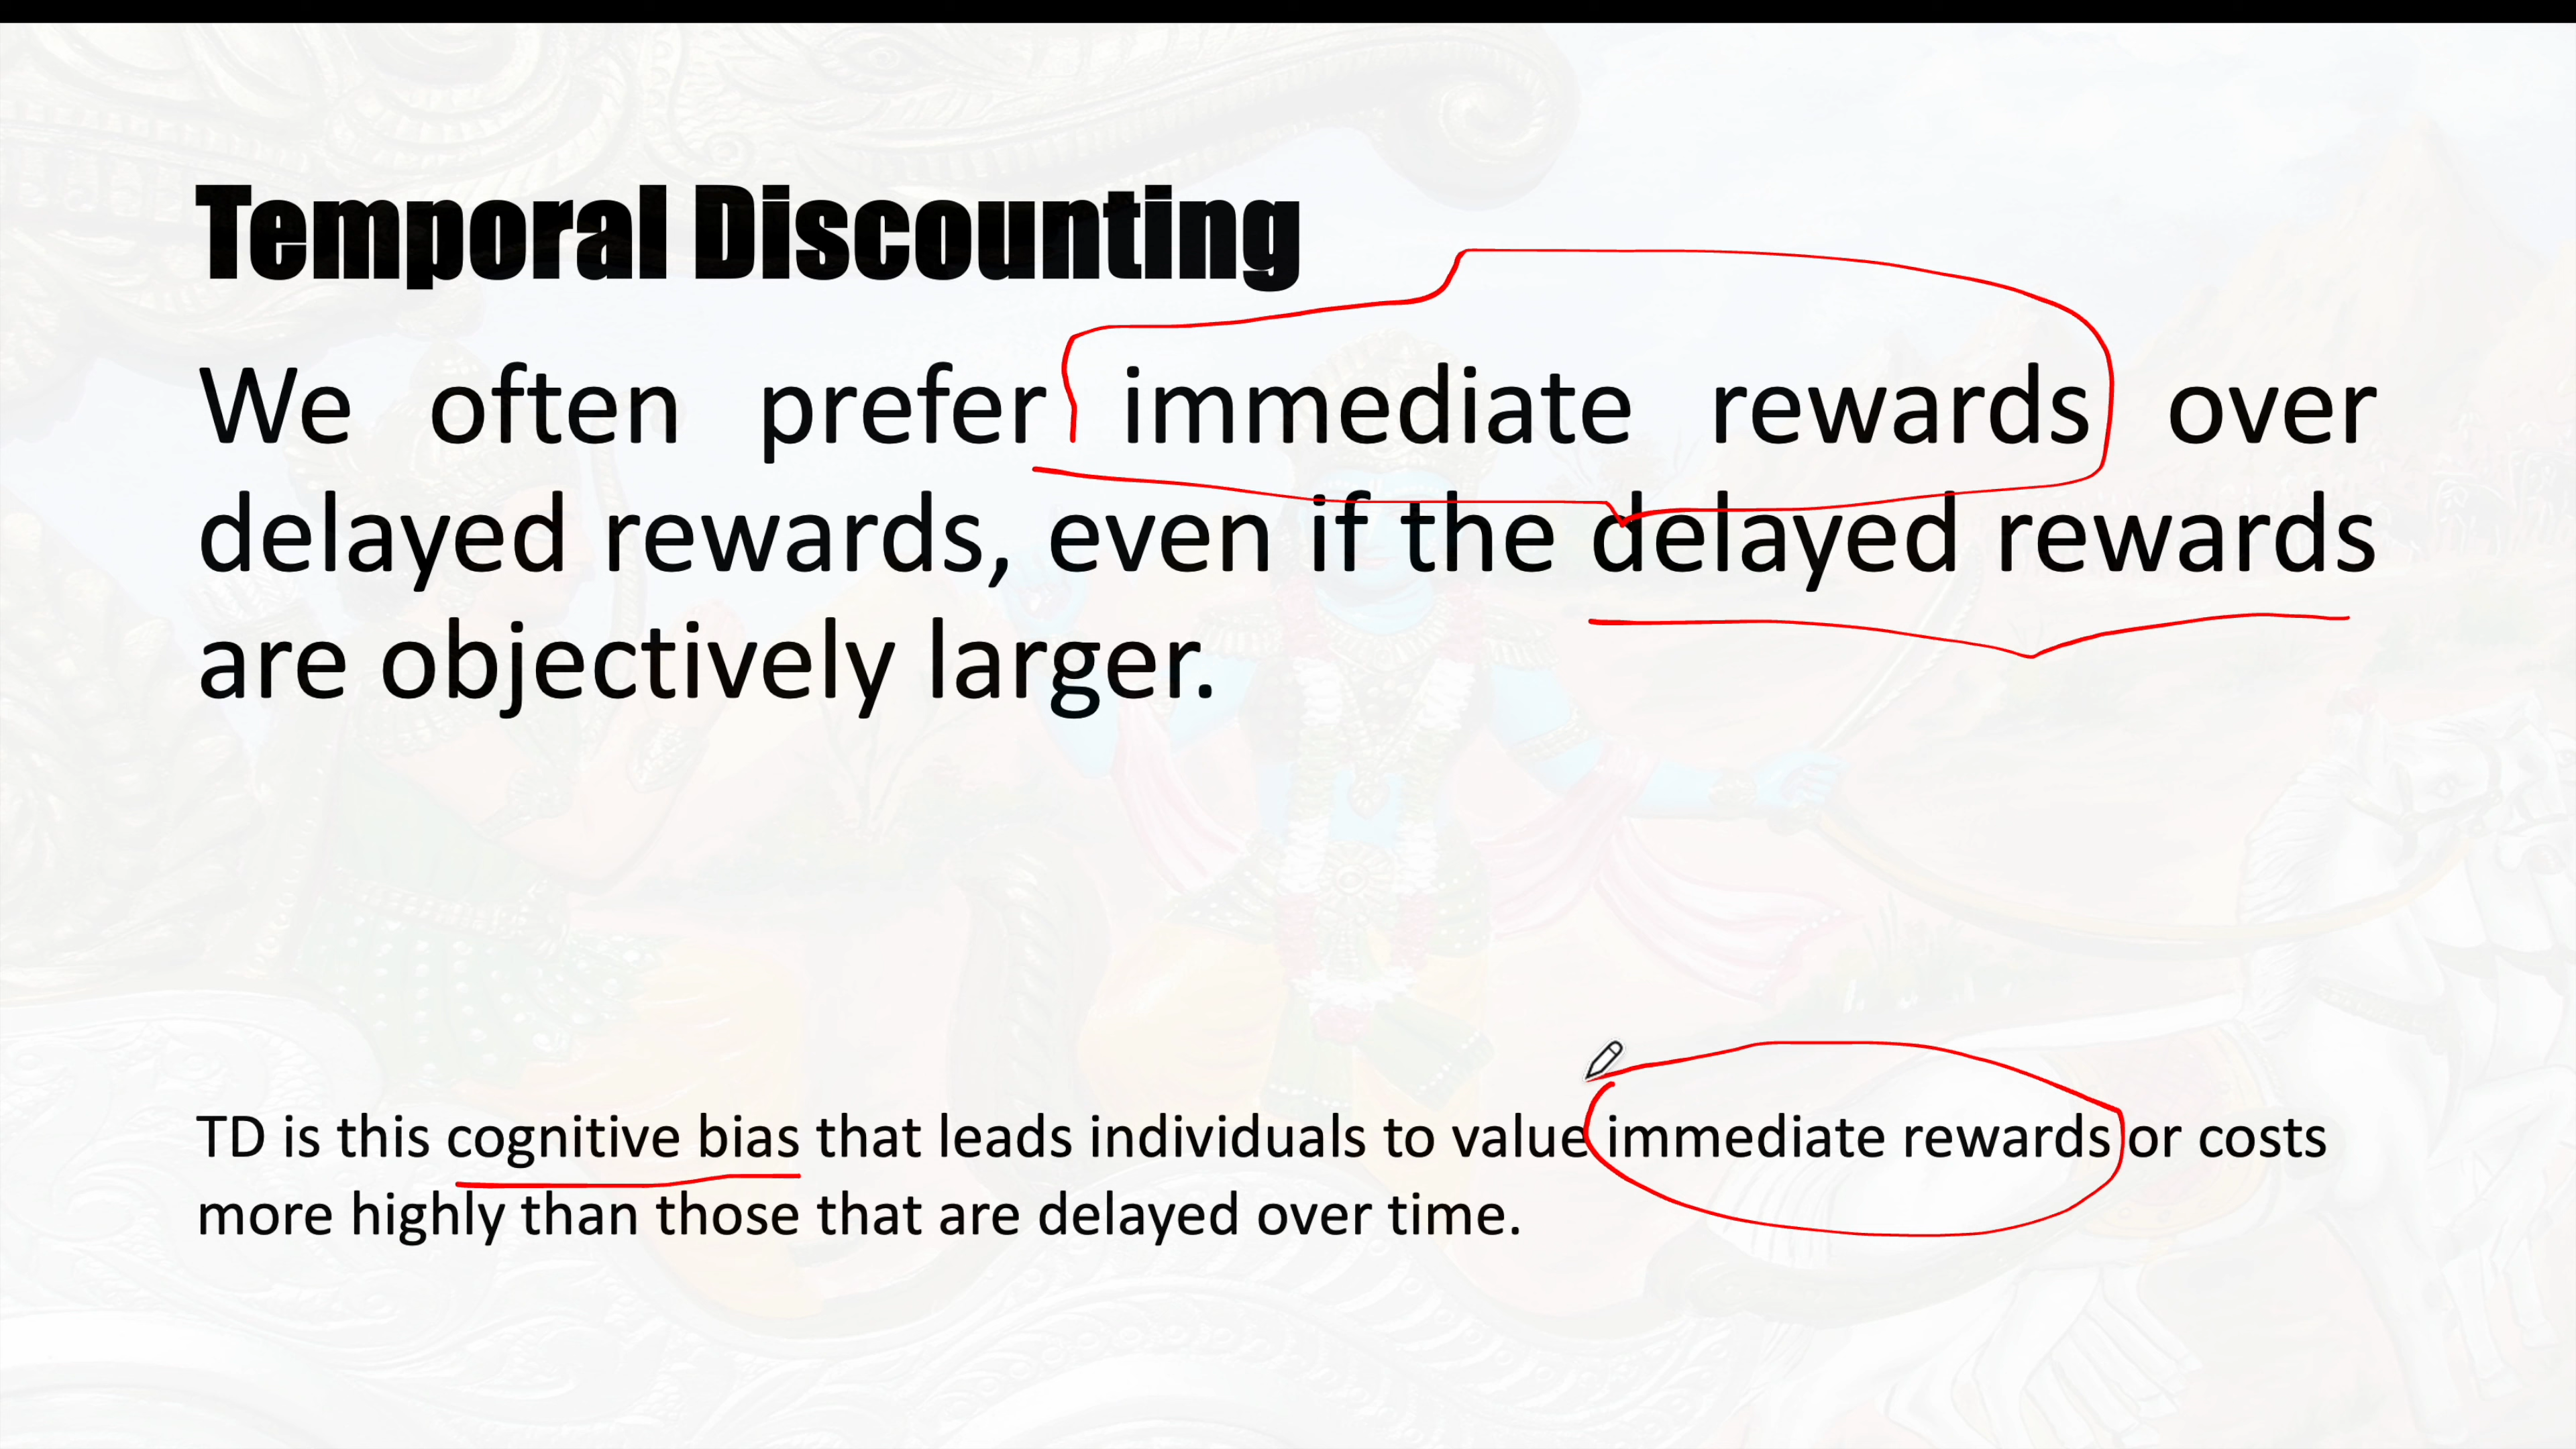 Temporal Discounting
We often prefer immediate rewards over
delayed rewards, even if the delayed rewards
are objectively larger.
TD is this cognitive bias that leads individuals to value immediate rewards or costs
more highly than those that are delayed over time.